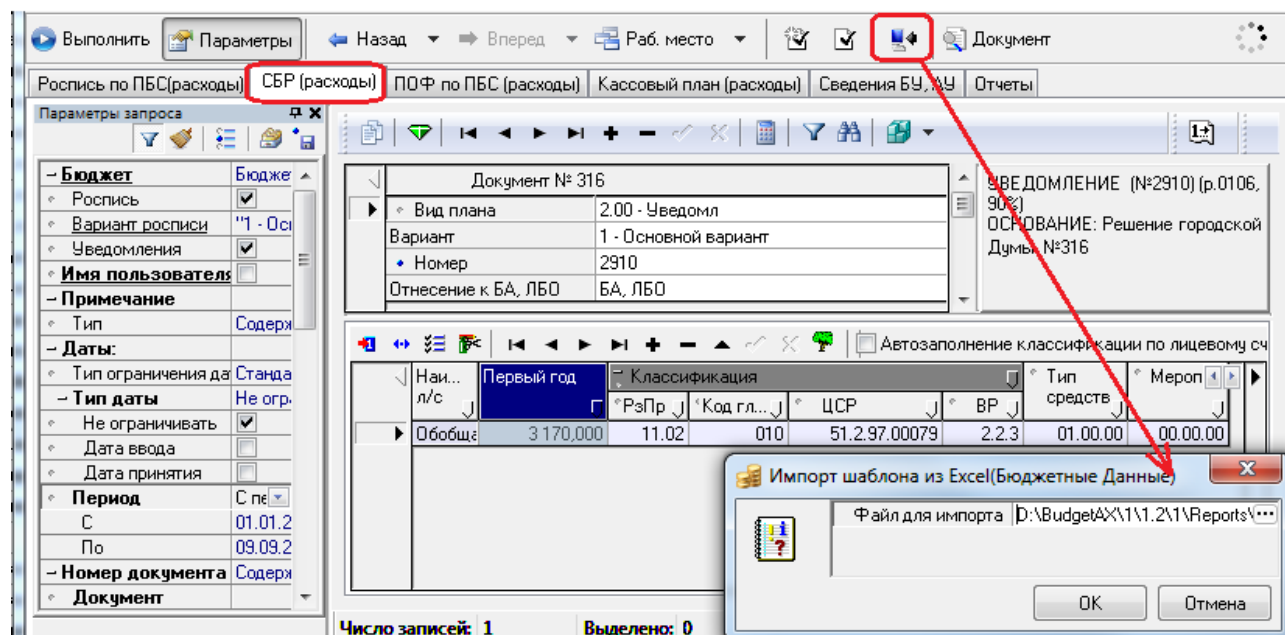 Выполнить Параметры Назад Вперед Раб. место Документ
Роспись по ПБС(расходы) СБР (расходы) ПОФ по ПБС (расходы) Кассовый план (расходы) Сведения БУ, АУ Отчеты
Параметры запроса
Бюджет Бюдже
Роспись
Вариант росписи "1 - Осн
Уведомления
Имя пользователя
Примечание
Тип Содерж
Даты:
Тип ограничения да Станда
Тип даты Не огр.
Не ограничивать
Дата ввода
Дата принятия
Период С пе
С 01.01.2
По 09.09.2
Номер документа Содерж
Документ
Документ № 316
Вид плана 2.00 - Уведомл
Вариант 1 - Основной вариант
Номер 2910
Отнесение к БА, ЛБО БА, ЛБО
УВЕДОМЛЕНИЕ (№2910) (р.0106,
90%)
ОСНОВАНИЕ: Решение городской
Думы №316
Автозаполнение классификации по лицевому сч
Наи... л/с Первый год Классификация Тип средств Мероп
РзПр Код гл... ЦСР ВР
Обобща 3 170,000 11.02 010 51.2.97.00079 2.2.3 01.00.00 00.00.00
Импорт шаблона из Excel(Бюджетные Данные)
Файл для импорта D:\BudgetAX\1\1.2\1\Reports\
OK Отмена
Число записей: 1 Выделено: 0